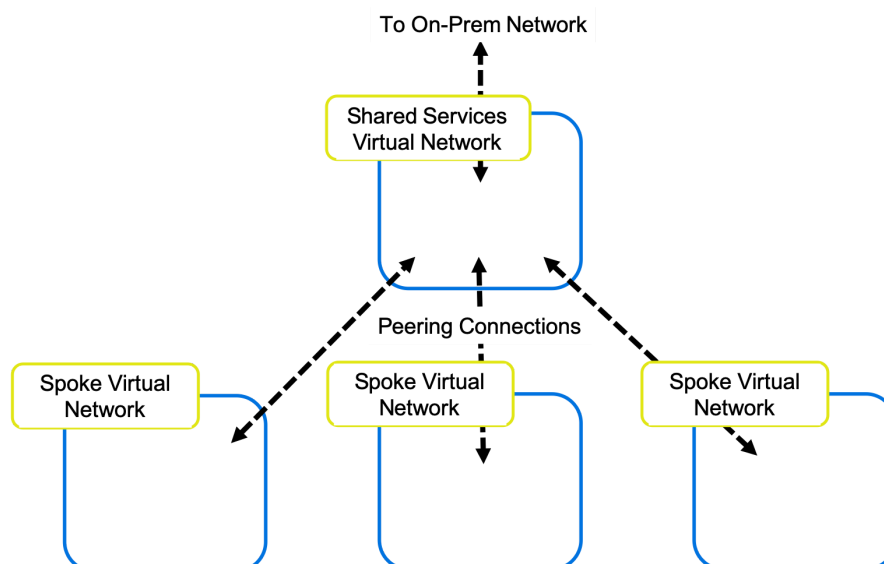 To On-Prem Network
Shared Services
Virtual Network
Peering Connections
Spoke Virtual
Network
Spoke Virtual
Network
Spoke Virtual
Network